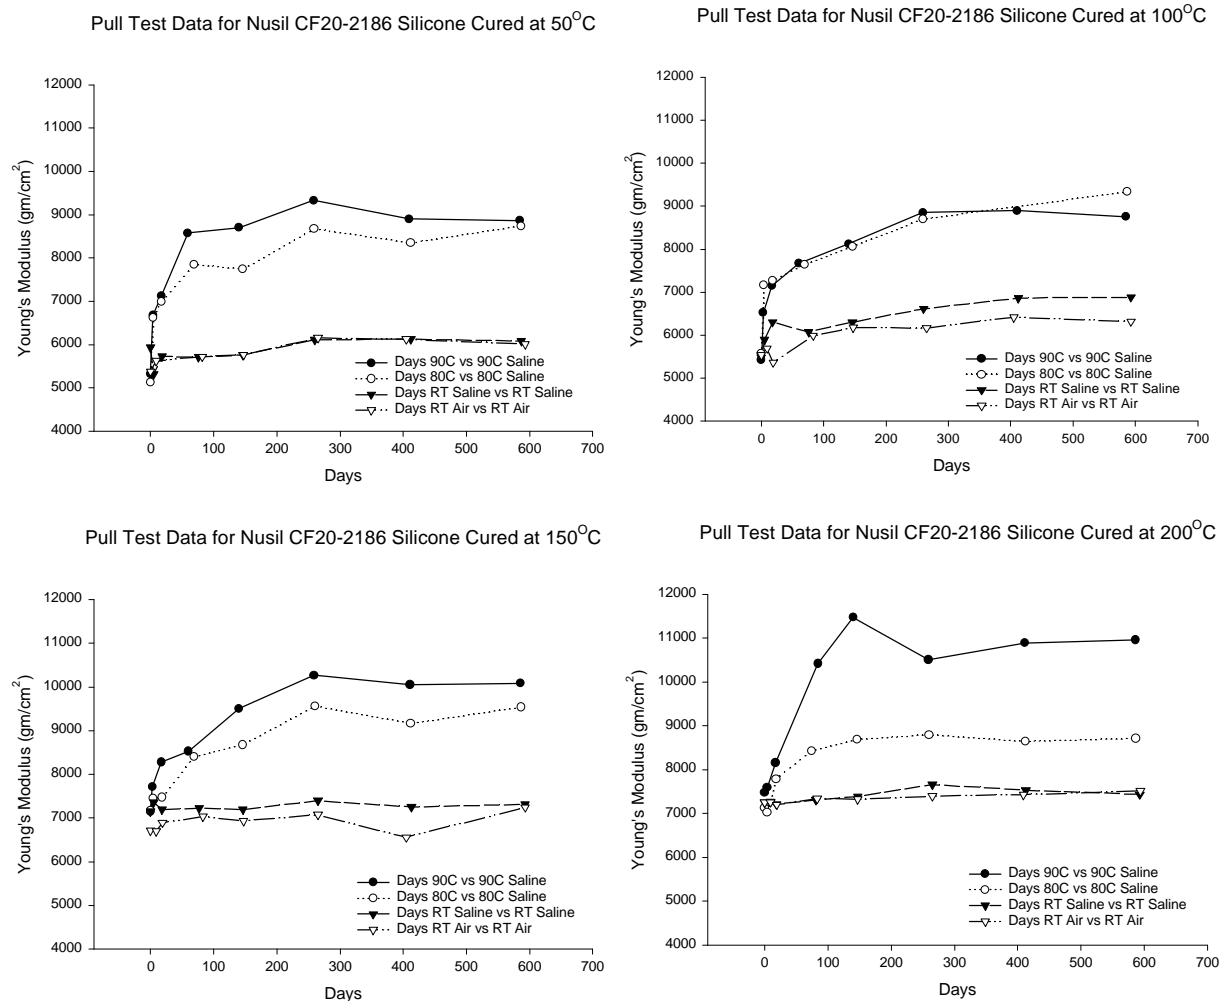 Pull Test Data for Nusil CF20-2186 Silicone Cured at 50°C
Young's Modulus (gm/cm²)
12000
11000
10000
9000
8000
7000
6000
5000
4000
Days 90C vs 90C Saline
Days 80C vs 80C Saline
Days RT Saline vs RT Saline
Days RT Air vs RT Air
0 100 200 300 400 500 600 700
Days
Pull Test Data for Nusil CF20-2186 Silicone Cured at 100°C
Young's Modulus (gm/cm²)
12000
11000
10000
9000
8000
7000
6000
5000
4000
Days 90C vs 90C Saline
Days 80C vs 80C Saline
Days RT Saline vs RT Saline
Days RT Air vs RT Air
0 100 200 300 400 500 600 700
Days
Pull Test Data for Nusil CF20-2186 Silicone Cured at 150°C
Young's Modulus (gm/cm²)
12000
11000
10000
9000
8000
7000
6000
5000
4000
Days 90C vs 90C Saline
Days 80C vs 80C Saline
Days RT Saline vs RT Saline
Days RT Air vs RT Air
0 100 200 300 400 500 600 700
Days
Pull Test Data for Nusil CF20-2186 Silicone Cured at 200°C
Young's Modulus (gm/cm²)
12000
11000
10000
9000
8000
7000
6000
5000
4000
Days 90C vs 90C Saline
Days 80C vs 80C Saline
Days RT Saline vs RT Saline
Days RT Air vs RT Air
0 100 200 300 400 500 600 700
Days